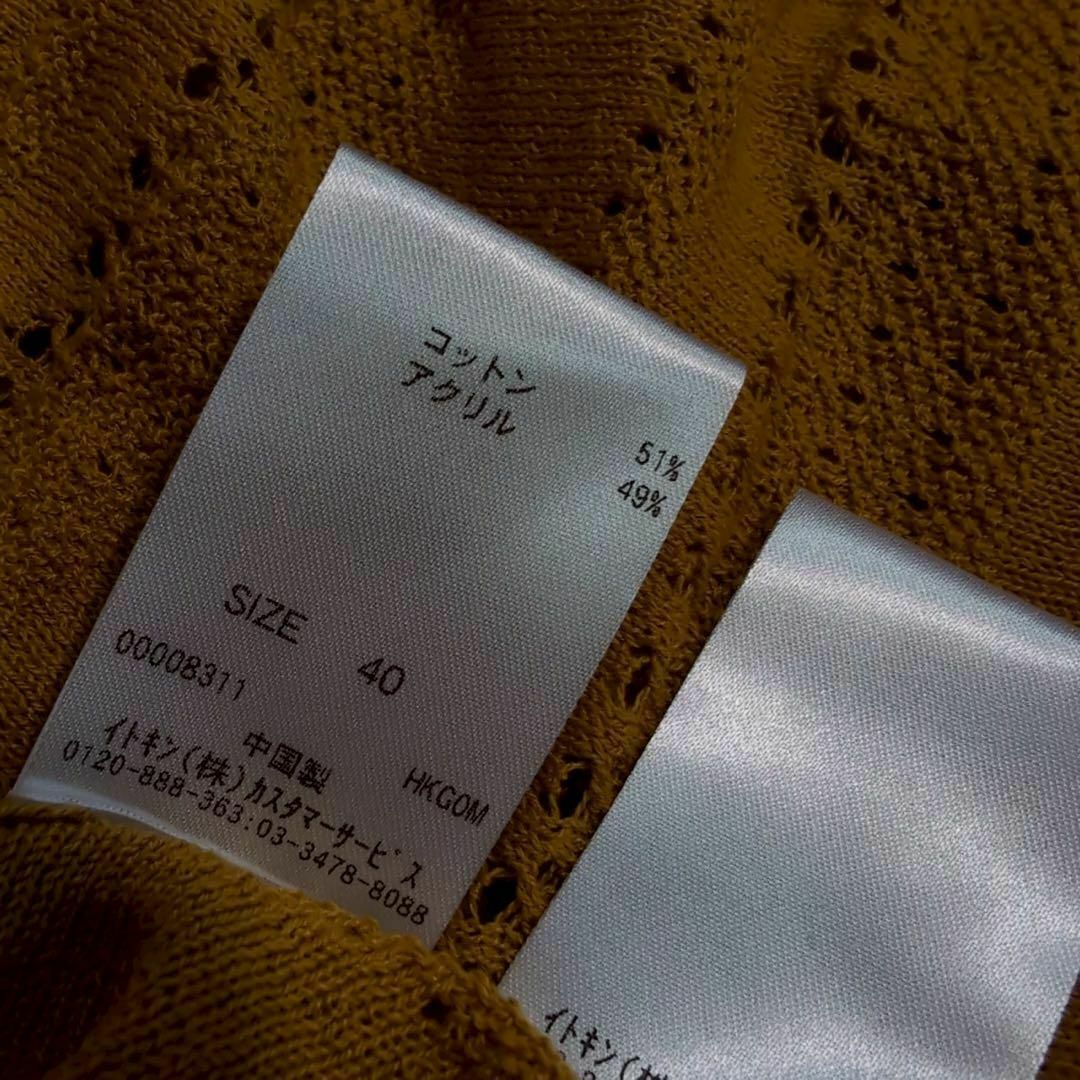 コットン 51%
アクリル 49%
SIZE 40
00008311
中国製 HKG0M
イトキン(株)カスタマーサービス
0120-888-363:03-3478-8088
イトキン(株